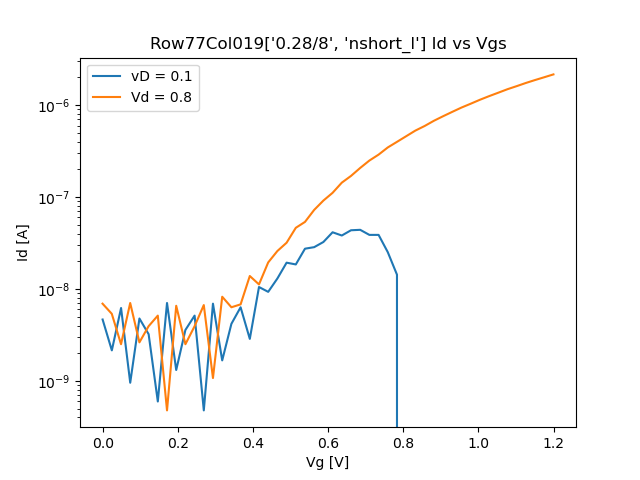 Row77Col019['0.28/8', 'nshort_l'] Id vs Vgs
vD = 0.1
Vd = 0.8
10⁻⁶
10⁻⁷
10⁻⁸
10⁻⁹
Id [A]
0.0 0.2 0.4 0.6 0.8 1.0 1.2
Vg [V]